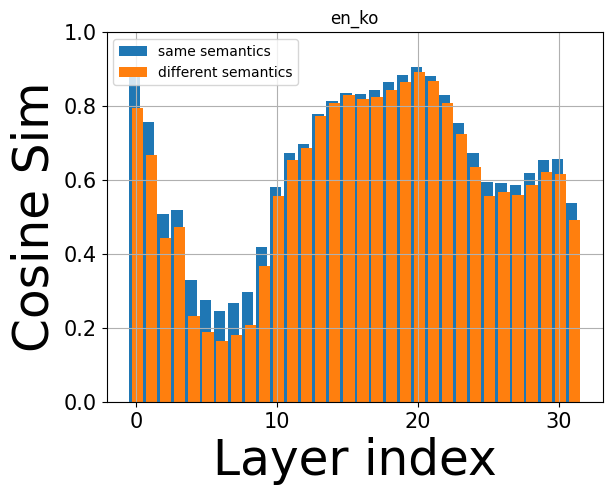 en_ko
same semantics
different semantics
Cosine Sim
1.0
0.8
0.6
0.4
0.2
0.0
0 10 20 30
Layer index